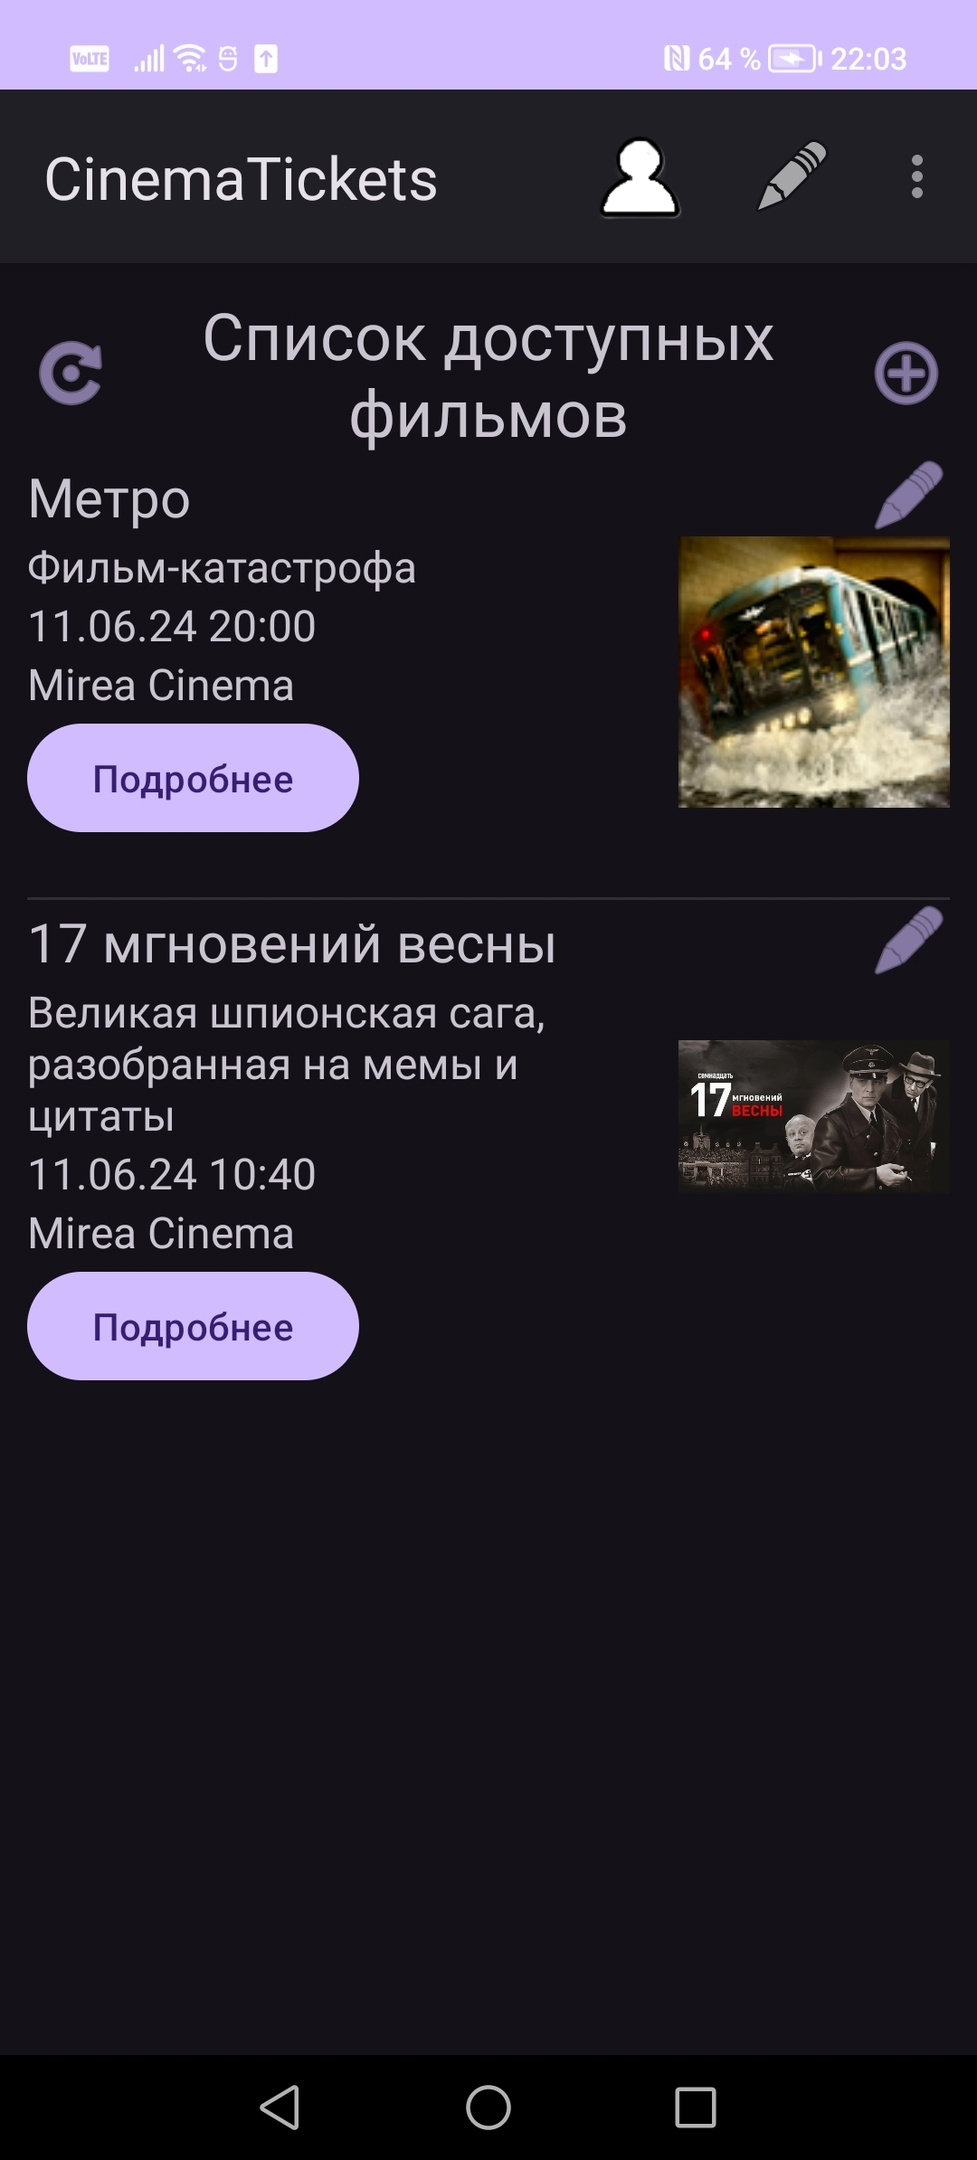 VoLTE
64 %
22:03
CinemaTickets
Список доступных
фильмов
Метро
Фильм-катастрофа
11.06.24 20:00
Mirea Cinema
Подробнее
17 мгновений весны
Великая шпионская сага,
разобранная на мемы и
цитаты
11.06.24 10:40
Mirea Cinema
семнадцать
17 мгновений
ВЕСНЫ
Подробнее